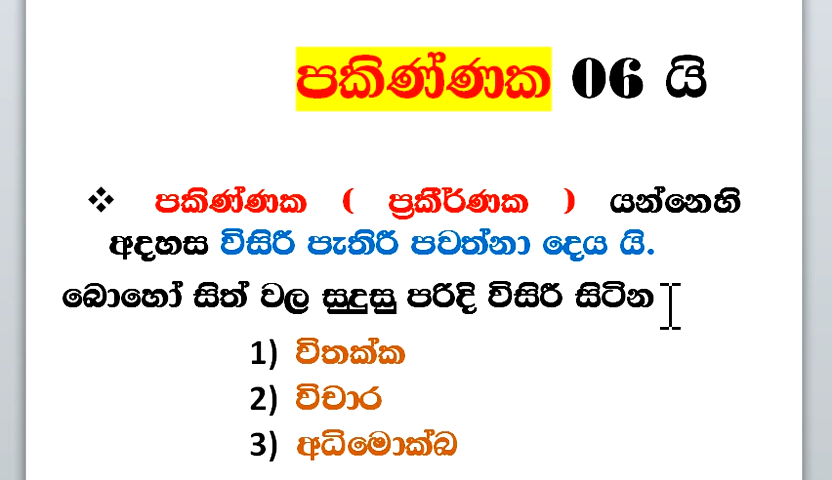 පකිණ්ණක 06 යි
❖ පකිණ්ණක ( ප්‍රකීර්ණක ) යන්නෙහි
අදහස විසිරී පැතිරී පවත්නා දෙය යි.
බොහෝ සිත් වල සුදුසු පරිදි විසිරී සිටින
1) විතක්ක
2) විචාර
3) අධිමොක්ඛ